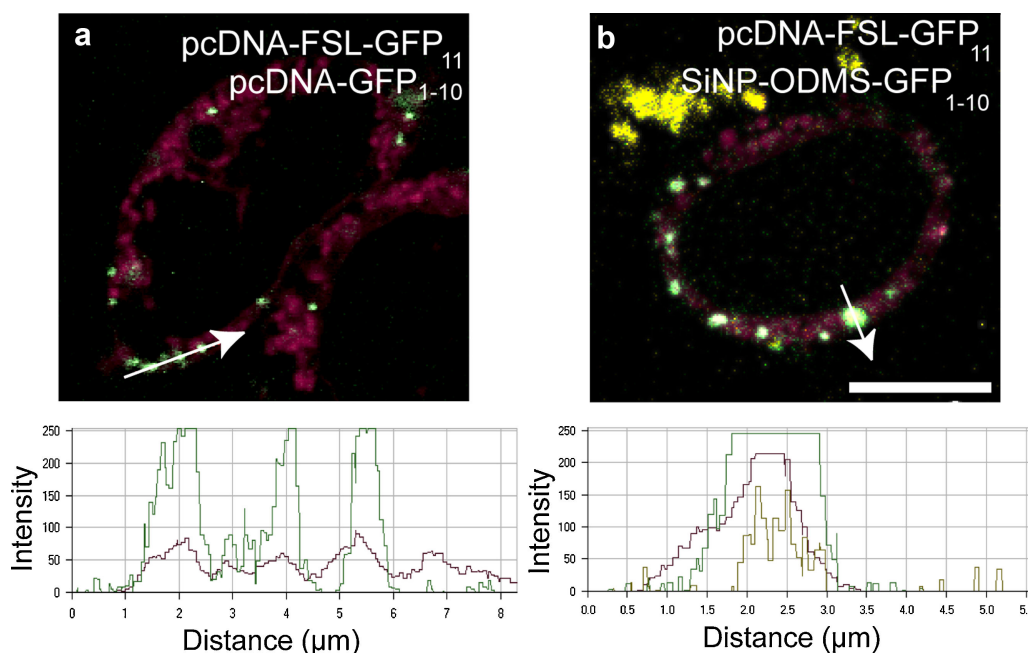 a
pcDNA-FSL-GFP11
pcDNA-GFP1-10
b
pcDNA-FSL-GFP11
SiNP-ODMS-GFP1-10
Intensity
250
200
150
100
50
0
0 1 2 3 4 5 6 7 8
Distance (µm)
Intensity
250
200
150
100
50
0
0.0 0.5 1.0 1.5 2.0 2.5 3.0 3.5 4.0 4.5 5.0 5.
Distance (µm)